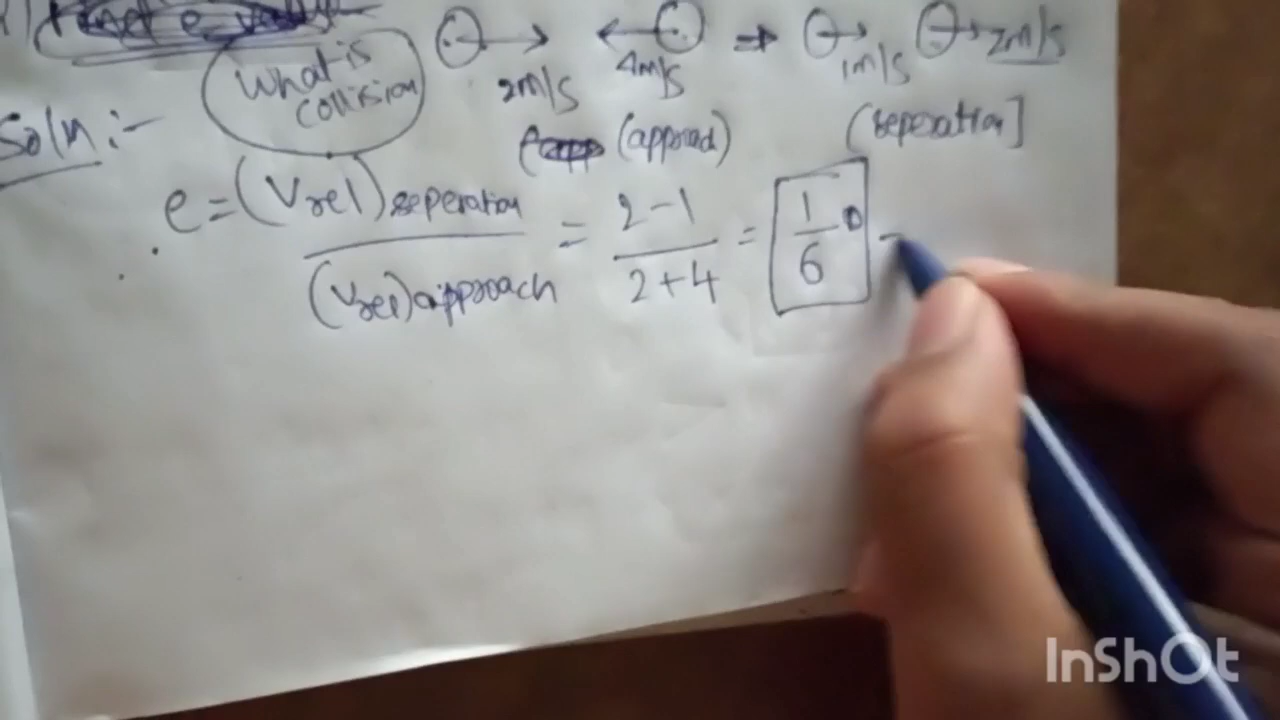 What is
collision
2m/s 4m/s ⇒ 1m/s 2m/s
(approach) (seperation]
Soln :-
e = (Vrel) seperation / (Vrel) approach = 2-1 / 2+4 = 1/6
InShOt